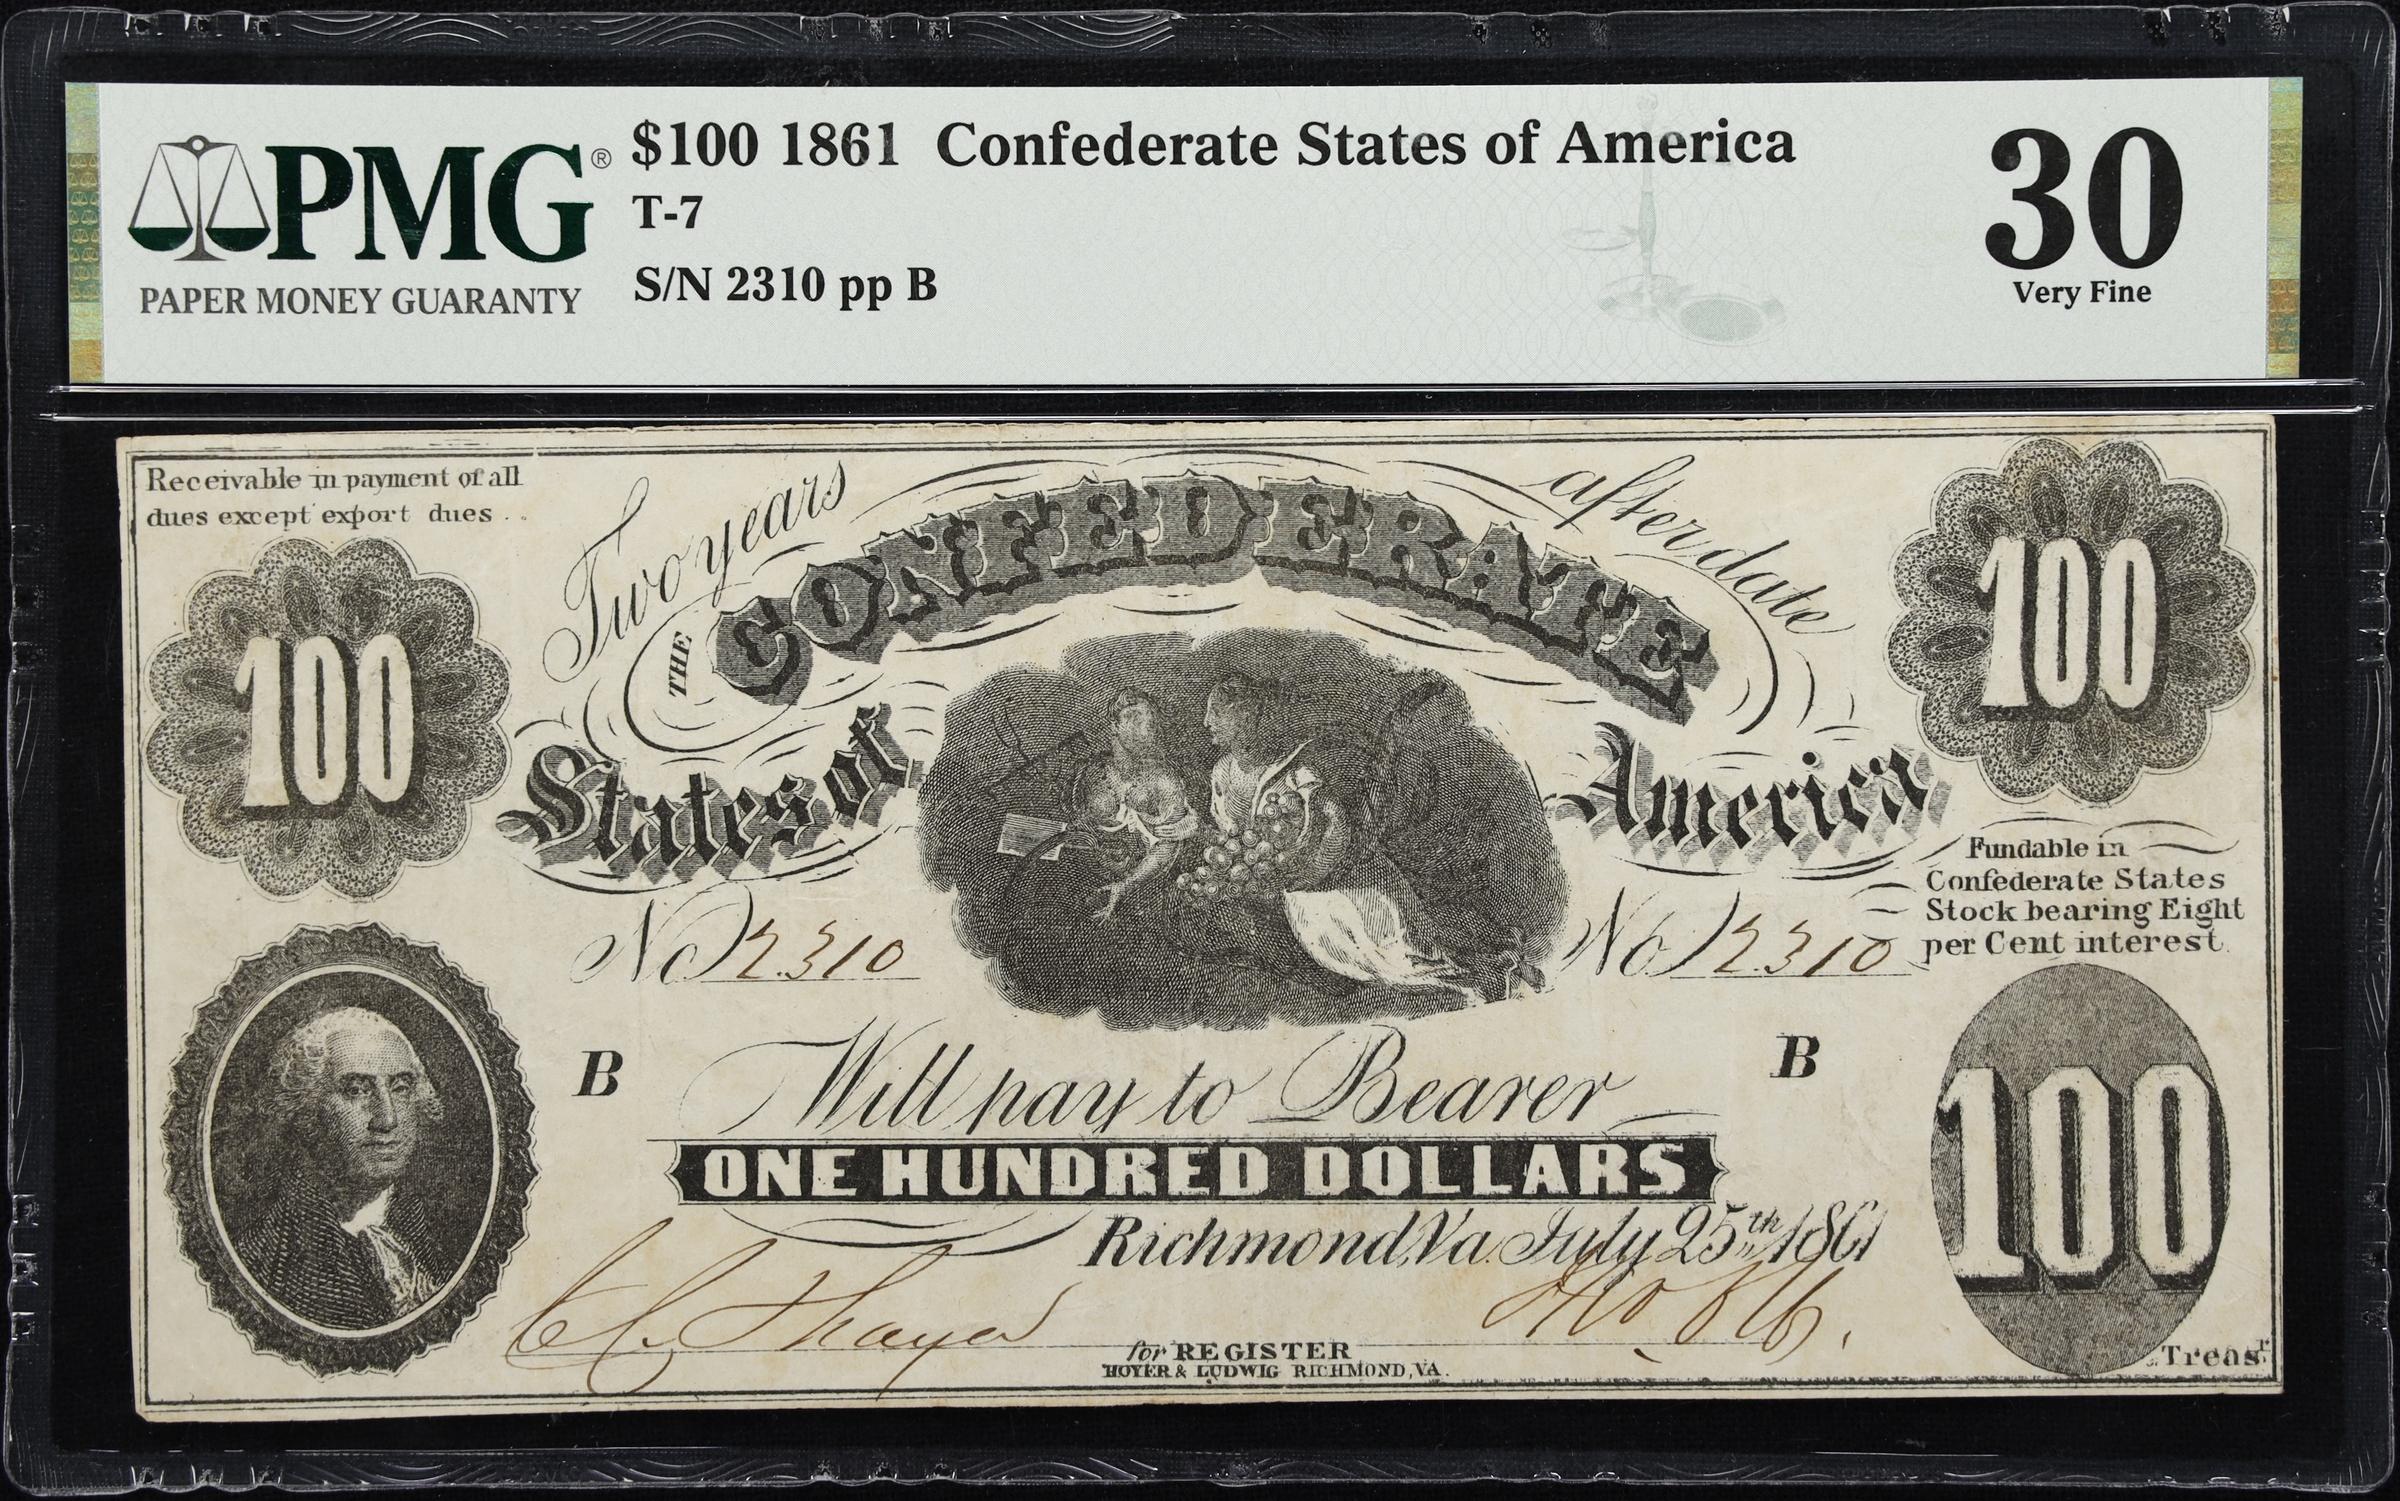 PMG®
PAPER MONEY GUARANTY
$100 1861 Confederate States of America
T-7
S/N 2310 pp B
30
Very Fine
Receivable in payment of all
dues except export dues . .
Two years after date
THE CONFEDERATE
States of America
100
100
Fundable in
Confederate States
Stock bearing Eight
per Cent interest
No 2310
No 2310
B
B
Will pay to Bearer
ONE HUNDRED DOLLARS
100
Richmond, Va. July 25th 1861
C. C. Thayer
for REGISTER
Treasr
HOYER & LUDWIG RICHMOND, VA.